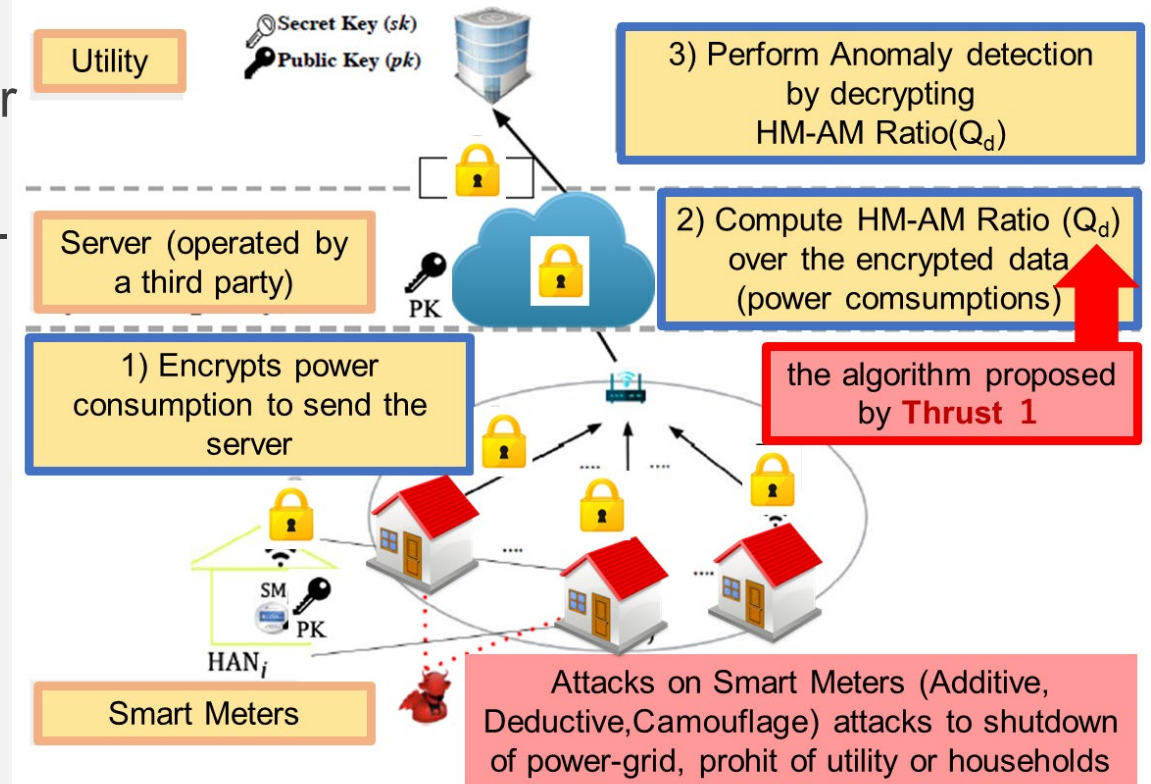 Secret Key (sk)
Public Key (pk)
Utility
3) Perform Anomaly detection
by decrypting
HM-AM Ratio(Qd)
r
Server (operated by
a third party)
PK
2) Compute HM-AM Ratio (Qd)
over the encrypted data
(power comsumptions)
1) Encrypts power
consumption to send the
server
the algorithm proposed
by Thrust 1
....
....
....
....
SM
PK
HANi
Smart Meters
Attacks on Smart Meters (Additive,
Deductive,Camouflage) attacks to shutdown
of power-grid, prohit of utility or households